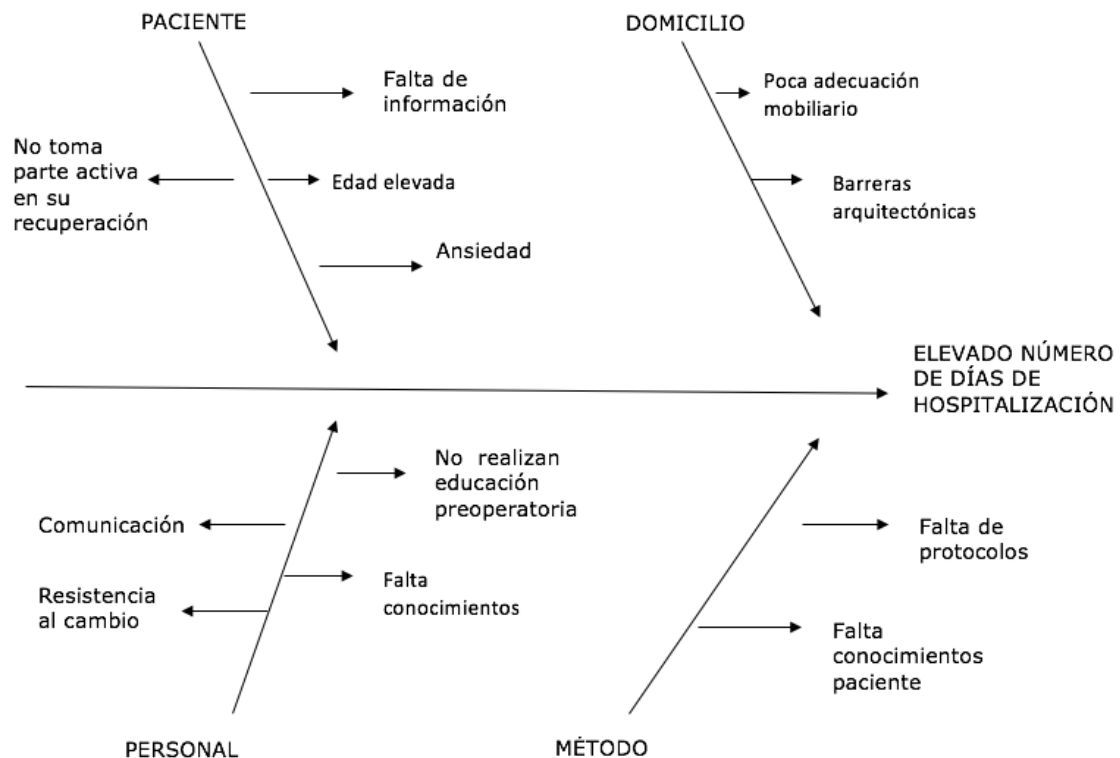 PACIENTE
DOMICILIO
Falta de
información
Poca adecuación
mobiliario
No toma
parte activa
en su
recuperación
Edad elevada
Barreras
arquitectónicas
Ansiedad
ELEVADO NÚMERO
DE DÍAS DE
HOSPITALIZACIÓN
No realizan
educación
preoperatoria
Comunicación
Falta de
protocolos
Resistencia
al cambio
Falta
conocimientos
Falta
conocimientos
paciente
PERSONAL
MÉTODO